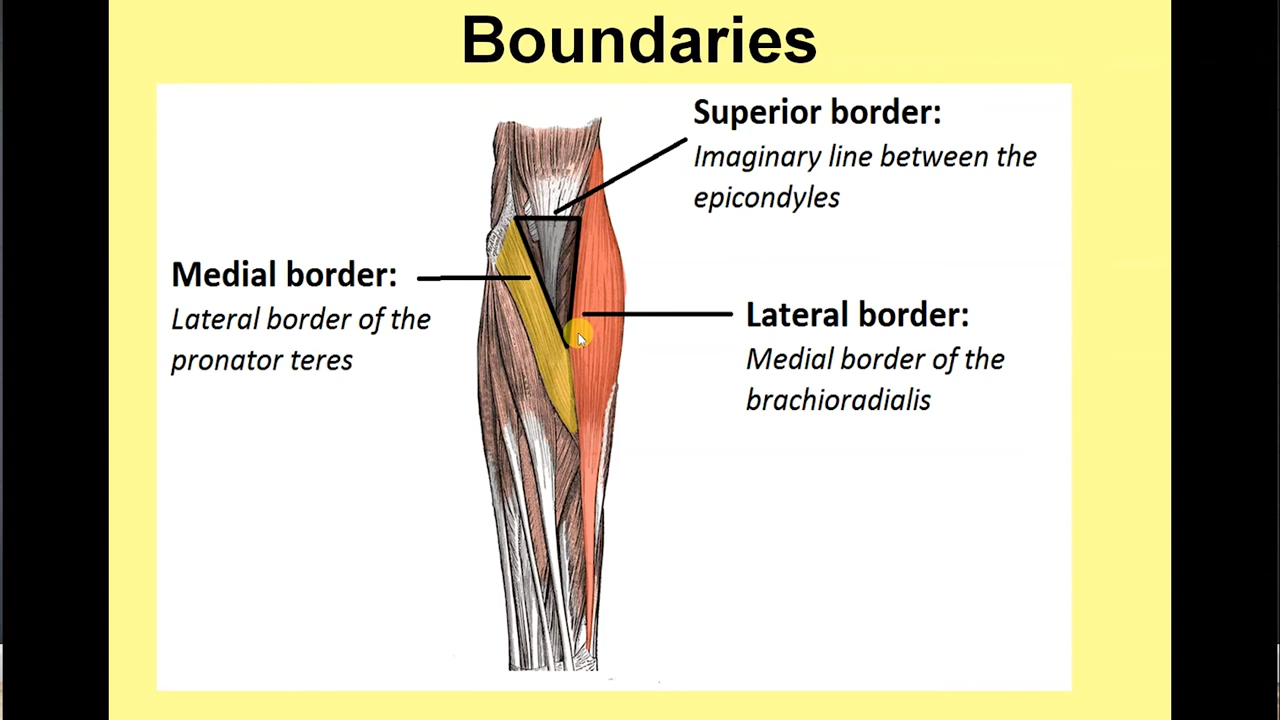 Boundaries
Superior border:
Imaginary line between the
epicondyles
Medial border:
Lateral border of the
pronator teres
Lateral border:
Medial border of the
brachioradialis